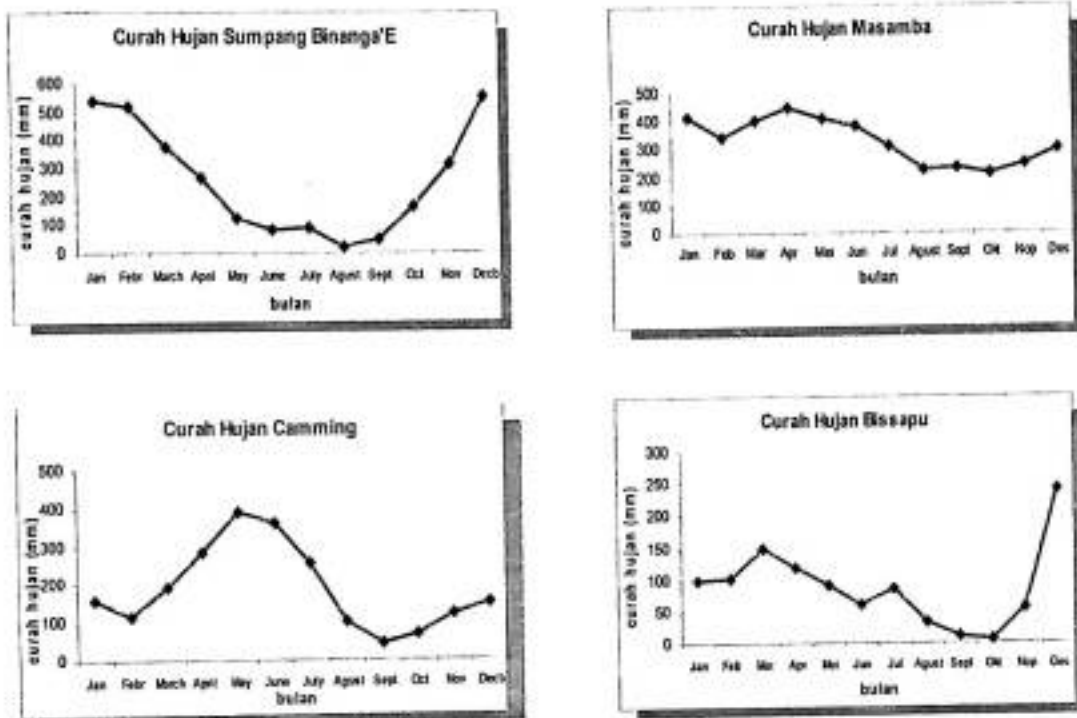 Curah Hujan Sumpang Binanga'E
curah hujan (mm)
600
500
400
300
200
100
0
Jan Febr March April May June July Agust Sept Oct Nov Decb
bulan
Curah Hujan Masamba
curah hujan (mm)
500
400
300
200
100
0
Jan Feb Mar Apr Mei Jun Jul Agust Sept Okt Nop Des
bulan
Curah Hujan Camming
curah hujan (mm)
500
400
300
200
100
0
Jan Febr March April May June July Agust Sept Oct Nov Decb
bulan
Curah Hujan Bissapu
curah hujan (mm)
300
250
200
150
100
50
0
Jan Feb Mar Apr Mei Jun Jul Agust Sept Okt Nop Des
bulan